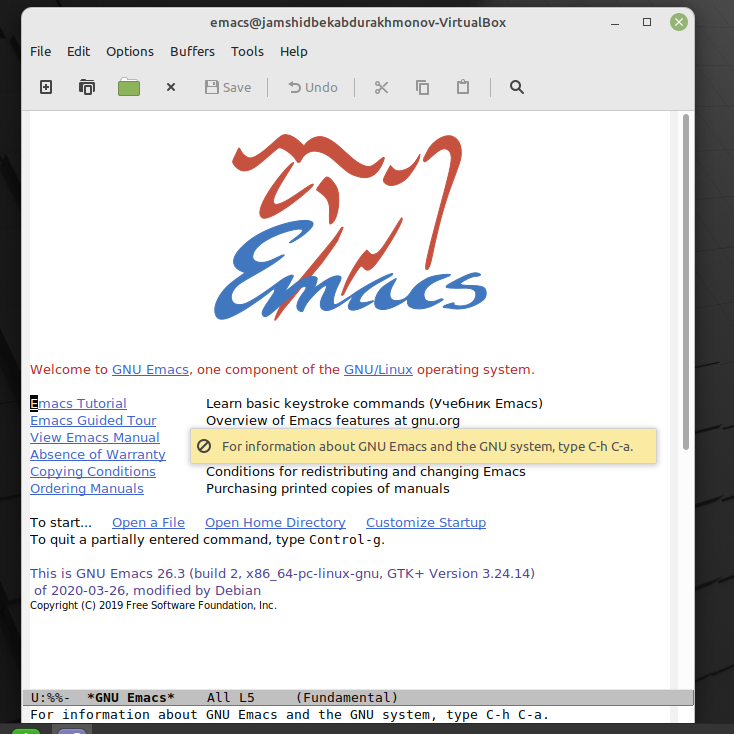 emacs@jamshidbekabdurakhmonov-VirtualBox
File Edit Options Buffers Tools Help
Save Undo
Emacs
Welcome to GNU Emacs, one component of the GNU/Linux operating system.
Emacs Tutorial Learn basic keystroke commands (Учебник Emacs)
Emacs Guided Tour Overview of Emacs features at gnu.org
View Emacs Manual
Absence of Warranty
For information about GNU Emacs and the GNU system, type C-h C-a.
Copying Conditions Conditions for redistributing and changing Emacs
Ordering Manuals Purchasing printed copies of manuals
To start... Open a File Open Home Directory Customize Startup
To quit a partially entered command, type Control-g.
This is GNU Emacs 26.3 (build 2, x86_64-pc-linux-gnu, GTK+ Version 3.24.14)
of 2020-03-26, modified by Debian
Copyright (C) 2019 Free Software Foundation, Inc.
U:%%- *GNU Emacs* All L5 (Fundamental)
For information about GNU Emacs and the GNU system, type C-h C-a.